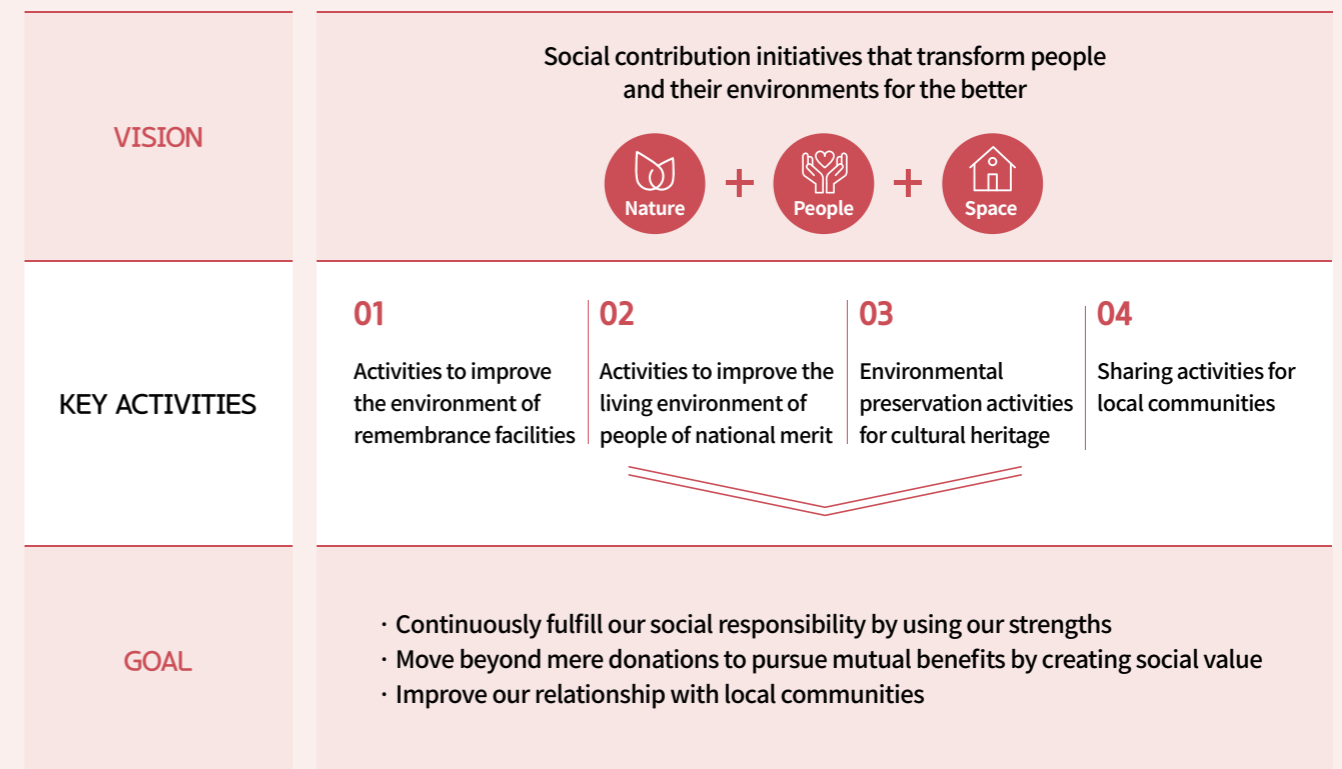 VISION
Social contribution initiatives that transform people
and their environments for the better
Nature + People + Space
KEY ACTIVITIES
01
Activities to improve
the environment of
remembrance facilities
02
Activities to improve the
living environment of
people of national merit
03
Environmental
preservation activities
for cultural heritage
04
Sharing activities for
local communities
GOAL
· Continuously fulfill our social responsibility by using our strengths
· Move beyond mere donations to pursue mutual benefits by creating social value
· Improve our relationship with local communities